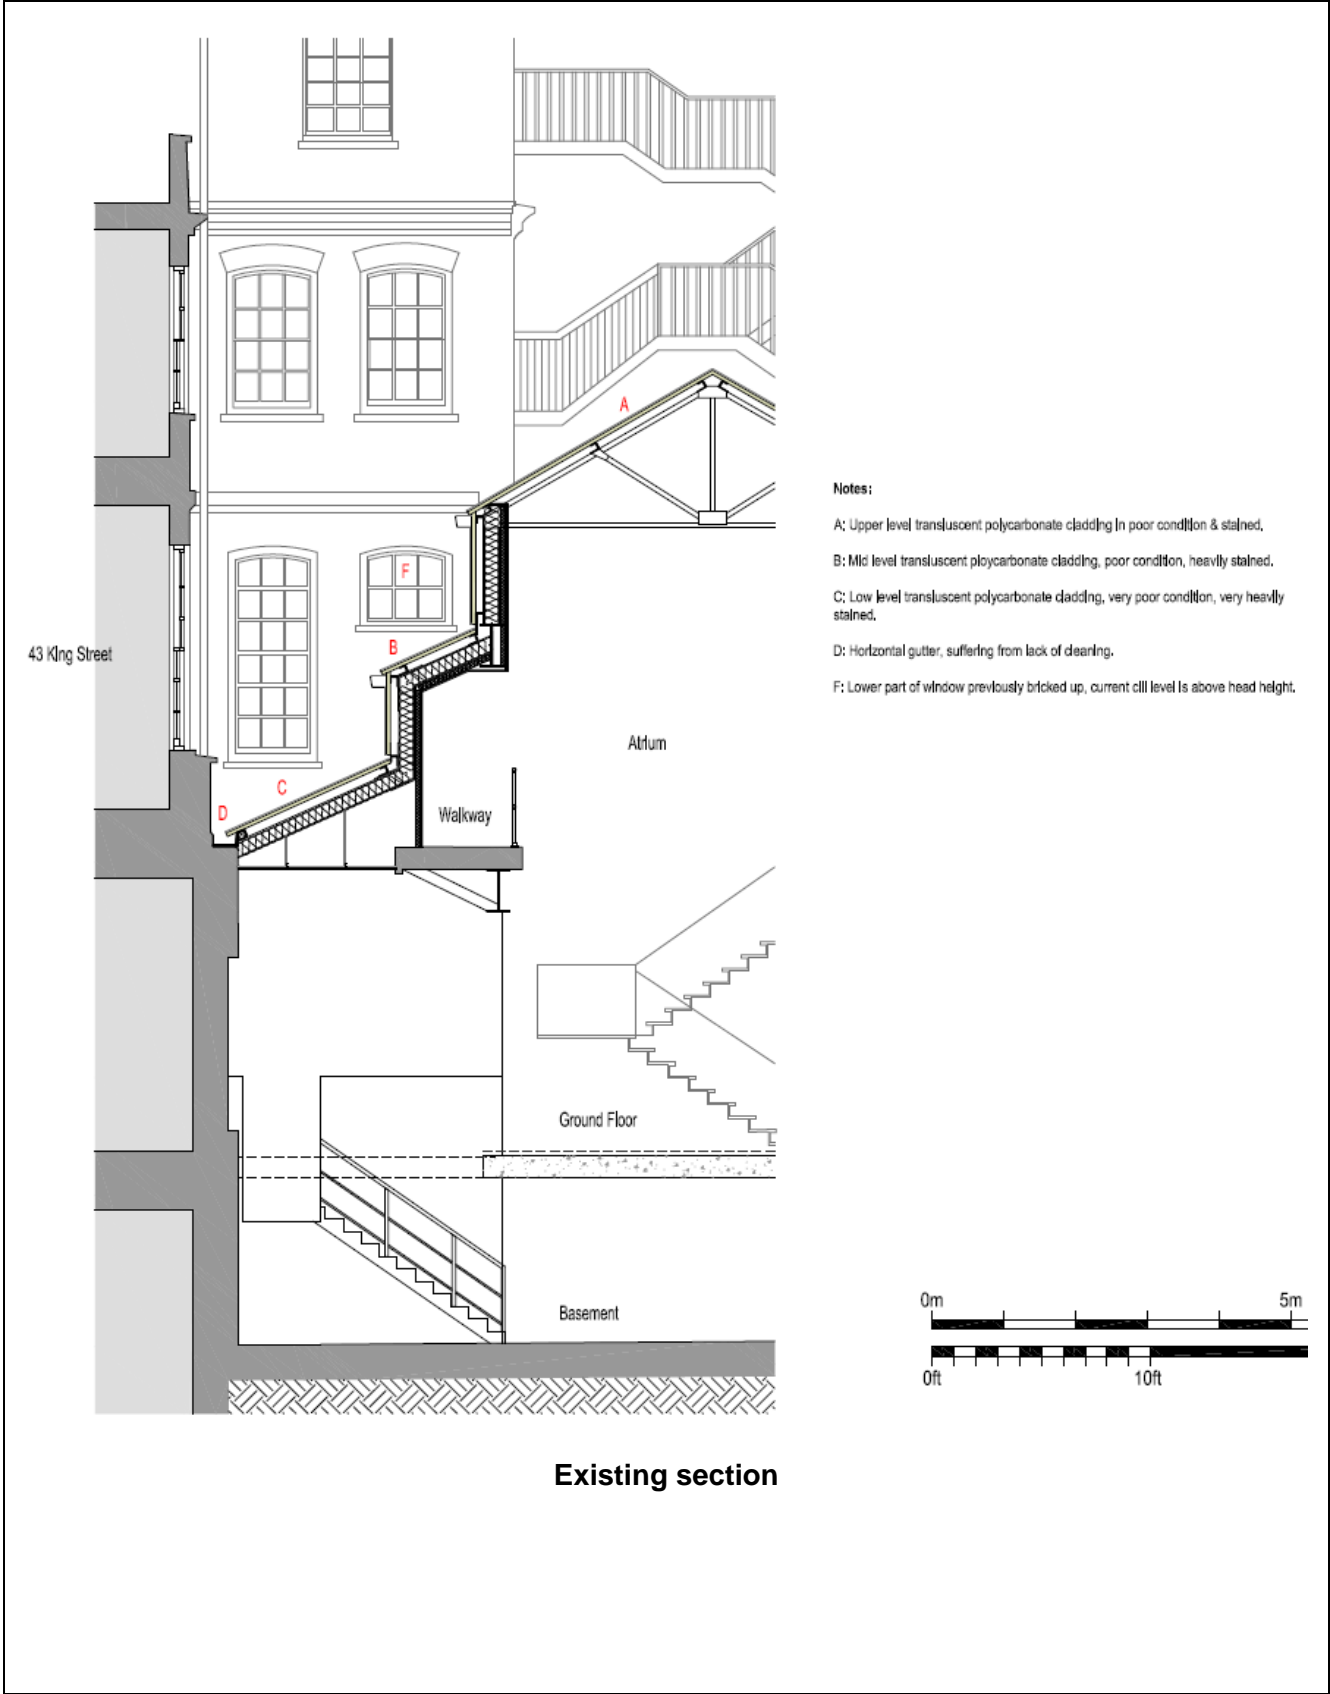 A
Notes:
A: Upper level transluscent polycarbonate cladding in poor condition & stained.
B: Mid level transluscent ploycarbonate cladding, poor condition, heavily stained.
C: Low level transluscent polycarbonate cladding, very poor condition, very heavily
stained.
D: Horizontal gutter, suffering from lack of cleaning.
F: Lower part of window previously bricked up, current cill level is above head height.
F
B
43 King Street
Atrium
C
D
Walkway
Ground Floor
Basement
0m 5m
0ft 10ft
Existing section